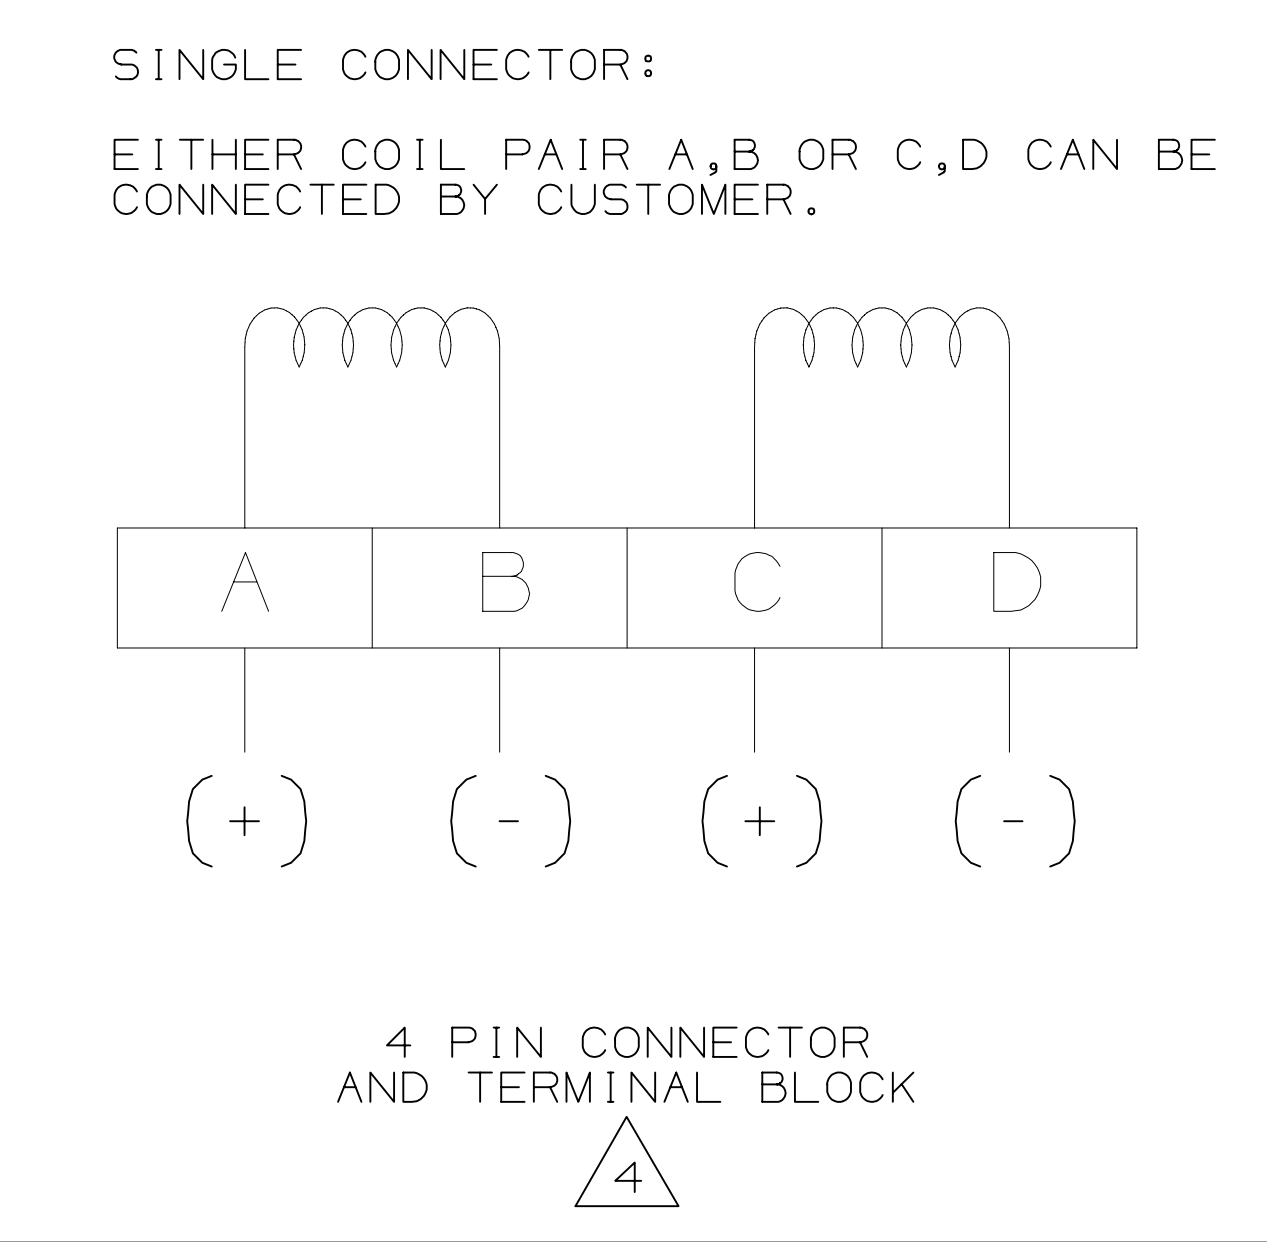 SINGLE CONNECTOR:
EITHER COIL PAIR A,B OR C,D CAN BE
CONNECTED BY CUSTOMER.
A B C D
(+) (-) (+) (-)
4 PIN CONNECTOR
AND TERMINAL BLOCK
4